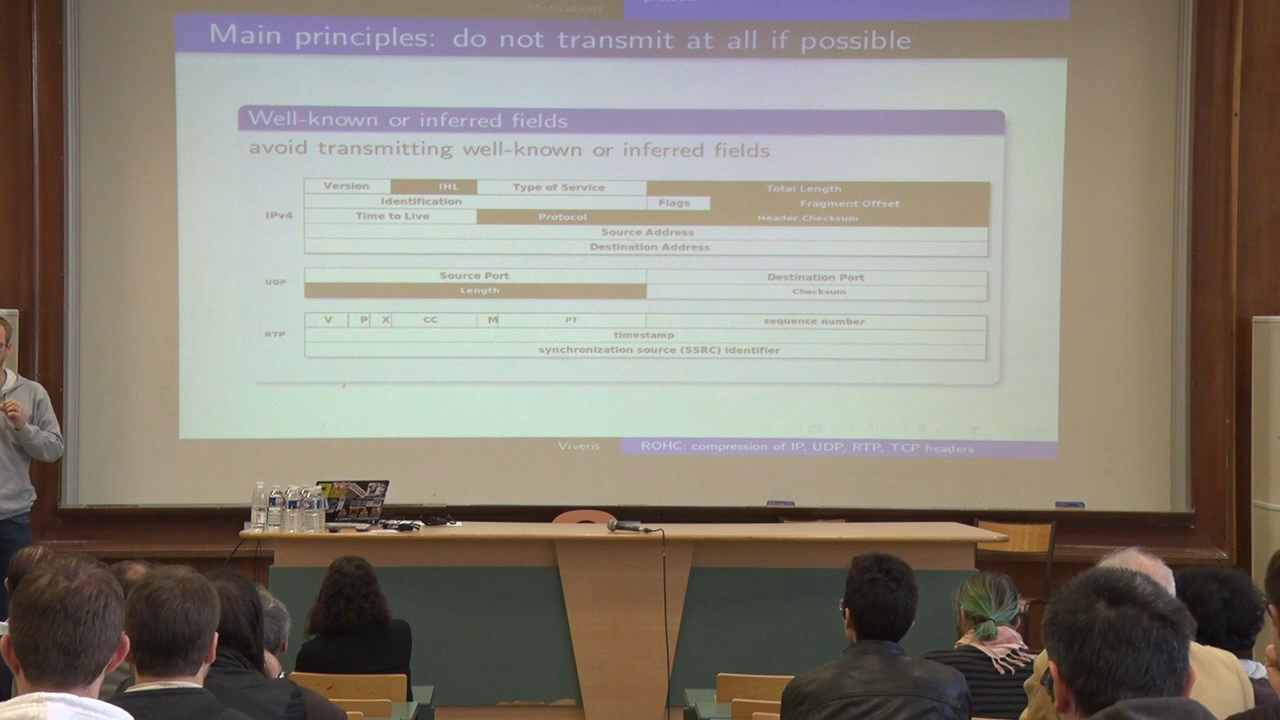 Motivations
Main principles: do not transmit at all if possible
Well-known or inferred fields
avoid transmitting well-known or inferred fields
Version IHL Type of Service Total Length
Identification Flags Fragment Offset
IPv4 Time to Live Protocol Header Checksum
Source Address
Destination Address
Source Port Destination Port
UDP
Length Checksum
V P X CC M PT sequence number
RTP timestamp
synchronization source (SSRC) identifier
Viveris ROHC: compression of IP, UDP, RTP, TCP headers